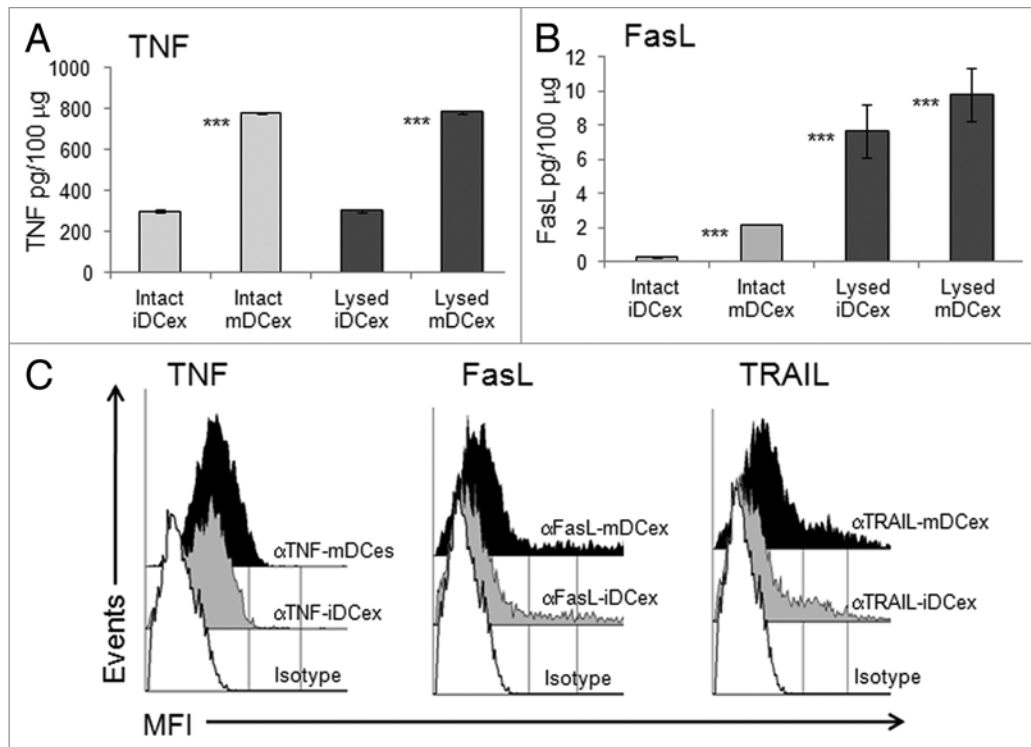 A TNF
TNF pg/100 μg
1000
800
600
400
200
0
***
***
Intact iDCex
Intact mDCex
Lysed iDCex
Lysed mDCex
B FasL
FasL pg/100 μg
12
10
8
6
4
2
0
***
***
***
Intact iDCex
Intact mDCex
Lysed iDCex
Lysed mDCex
C
TNF
FasL
TRAIL
Events
αTNF-mDCes
αTNF-iDCex
Isotype
αFasL-mDCex
αFasL-iDCex
Isotype
αTRAIL-mDCex
αTRAIL-iDCex
Isotype
MFI